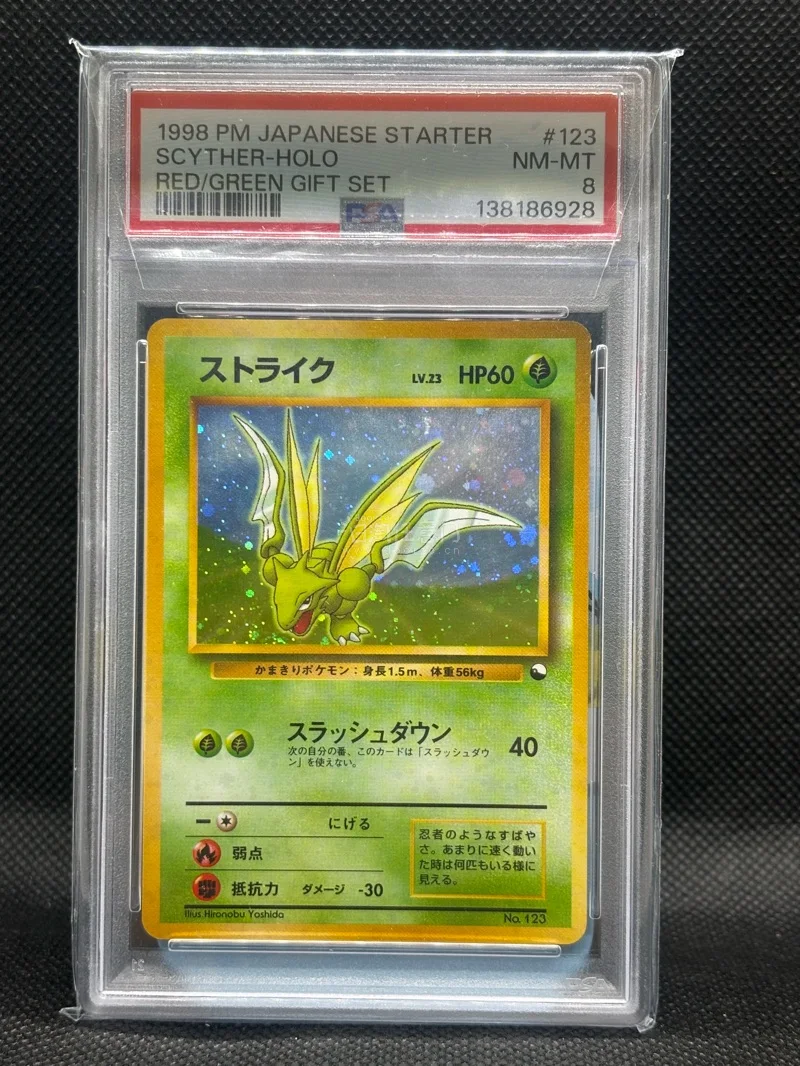 1998 PM JAPANESE STARTER #123
SCYTHER-HOLO NM-MT
RED/GREEN GIFT SET 8
PSA 138186928
ストライク LV.23 HP60
かまきりポケモン：身長1.5m、体重56kg
スラッシュダウン 40
次の自分の番、このカードは「スラッシュダウ
ン」を使えない。
にげる
弱点
抵抗力 ダメージ -30
忍者のようなすばや
さ。あまりに速く動い
た時は何匹もいる様に
見える。
Illus.Hironobu Yoshida No. 123